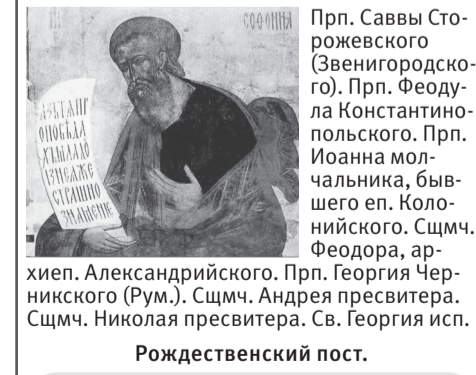 СОФОНИѦ
Прп. Саввы Сто-
рожевского
(Звенигородско-
го). Прп. Феоду-
ла Константино-
польского. Прп.
Иоанна мол-
чальника, быв-
шего еп. Коло-
нийского. Сщмч.
Феодора, ар-
хиеп. Александрийского. Прп. Георгия Чер-
никского (Рум.). Сщмч. Андрея пресвитера.
Сщмч. Николая пресвитера. Св. Георгия исп.
Рождественский пост.